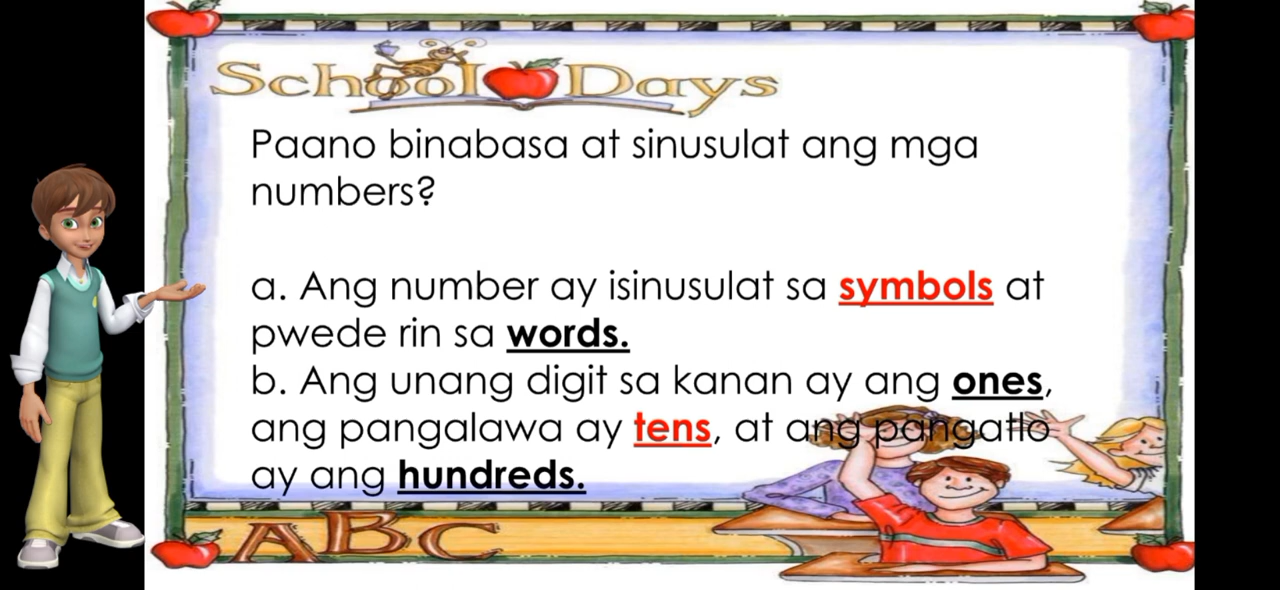 School Days
Paano binabasa at sinusulat ang mga
numbers?
a. Ang number ay isinusulat sa symbols at
pwede rin sa words.
b. Ang unang digit sa kanan ay ang ones,
ang pangalawa ay tens, at ang pangatlo
ay ang hundreds.
ABC